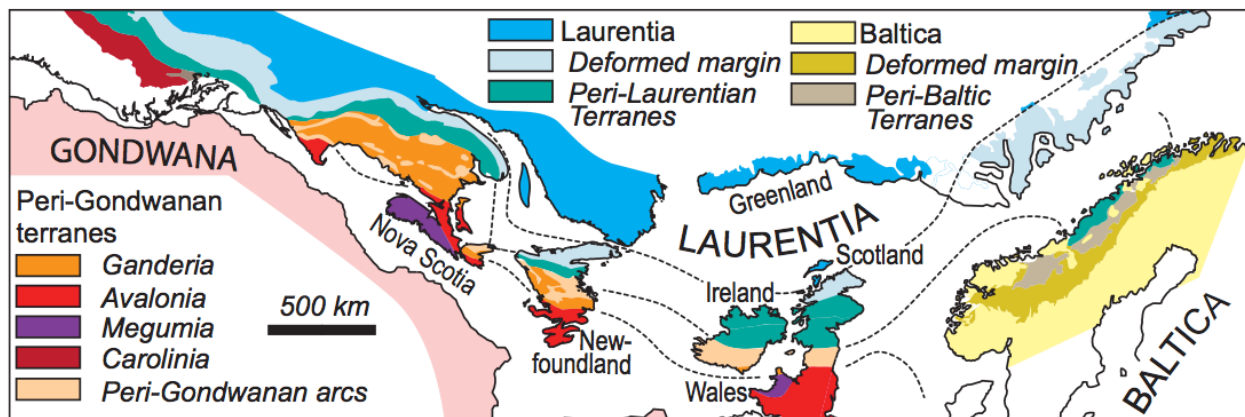 Laurentia
Deformed margin
Peri-Laurentian
Terranes
Baltica
Deformed margin
Peri-Baltic
Terranes
GONDWANA
Peri-Gondwanan
terranes
Ganderia
Avalonia
Megumia
Carolinia
Peri-Gondwanan arcs
500 km
Nova Scotia
New-
foundland
Greenland
LAURENTIA
Scotland
Ireland
Wales
BALTICA